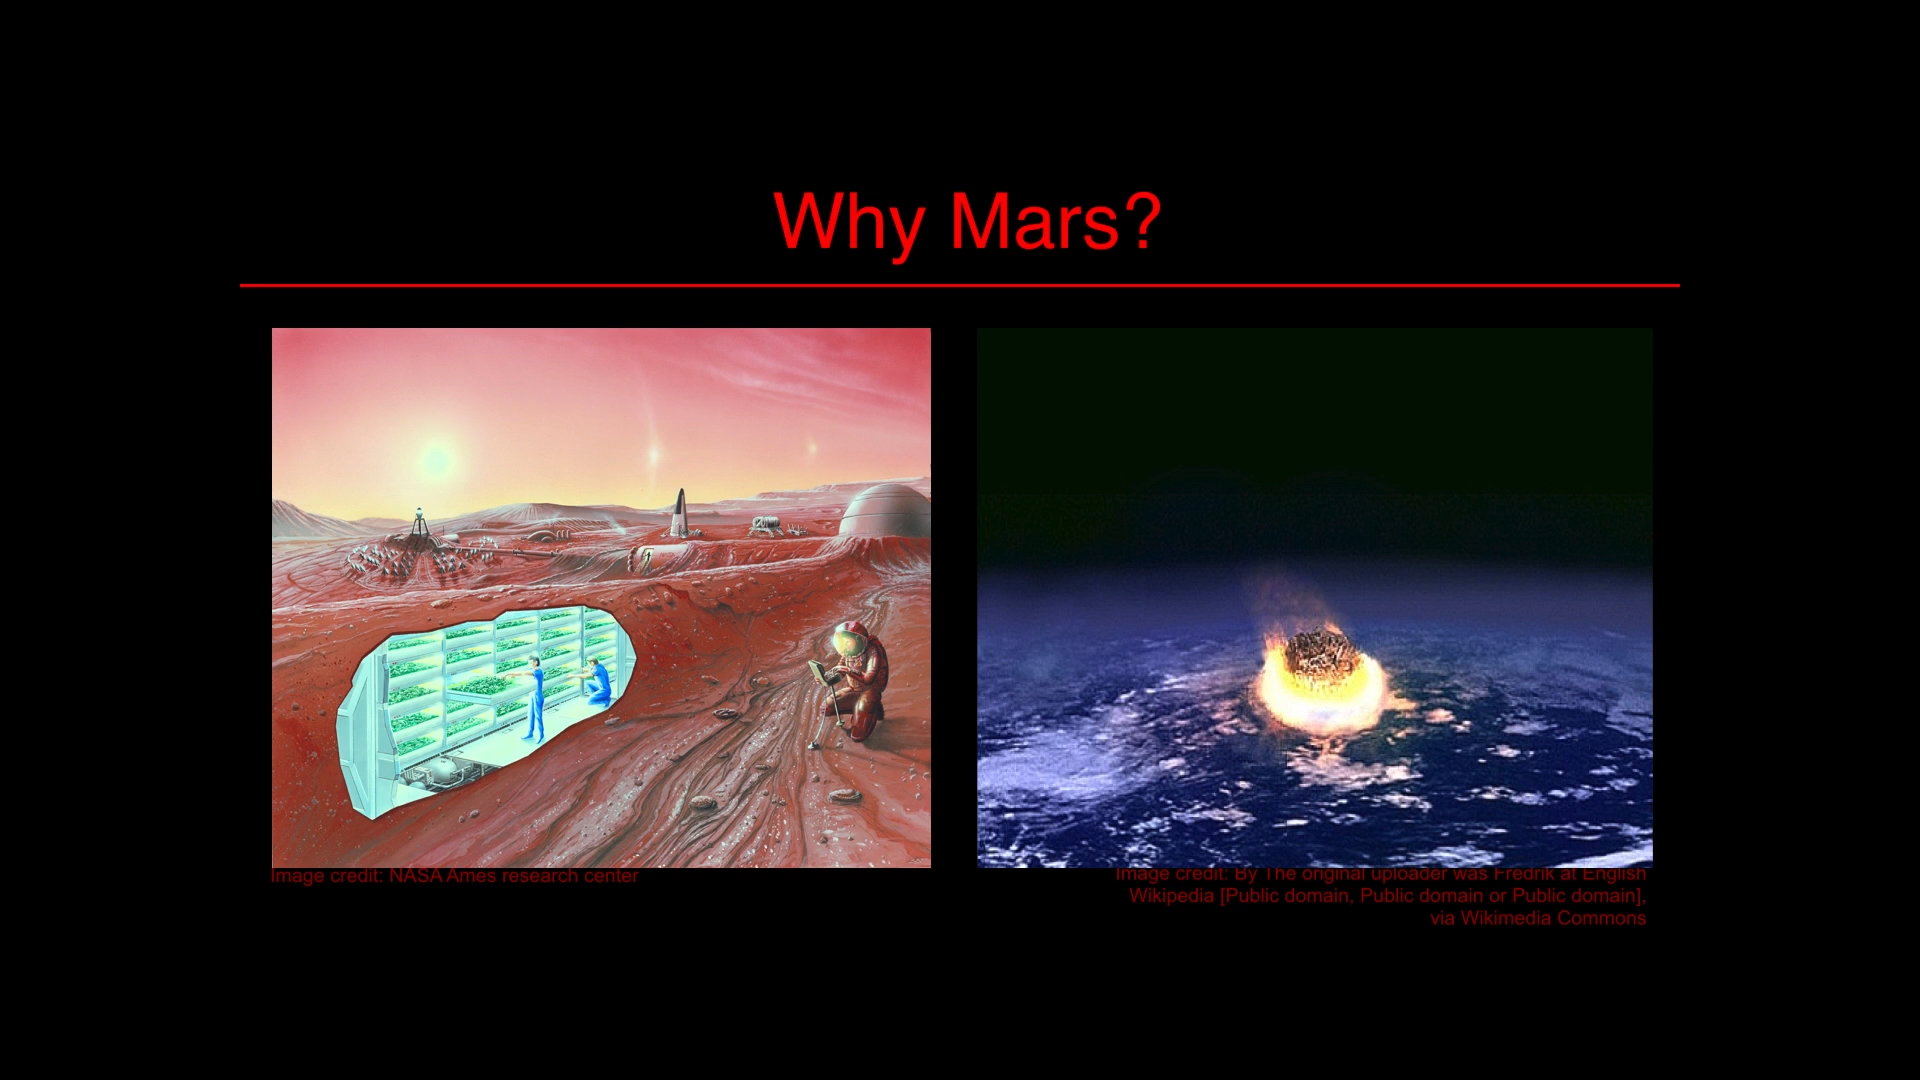 Why Mars?
Image credit: NASA Ames research center
Image credit: By The original uploader was Fredrik at English
Wikipedia [Public domain, Public domain or Public domain],
via Wikimedia Commons